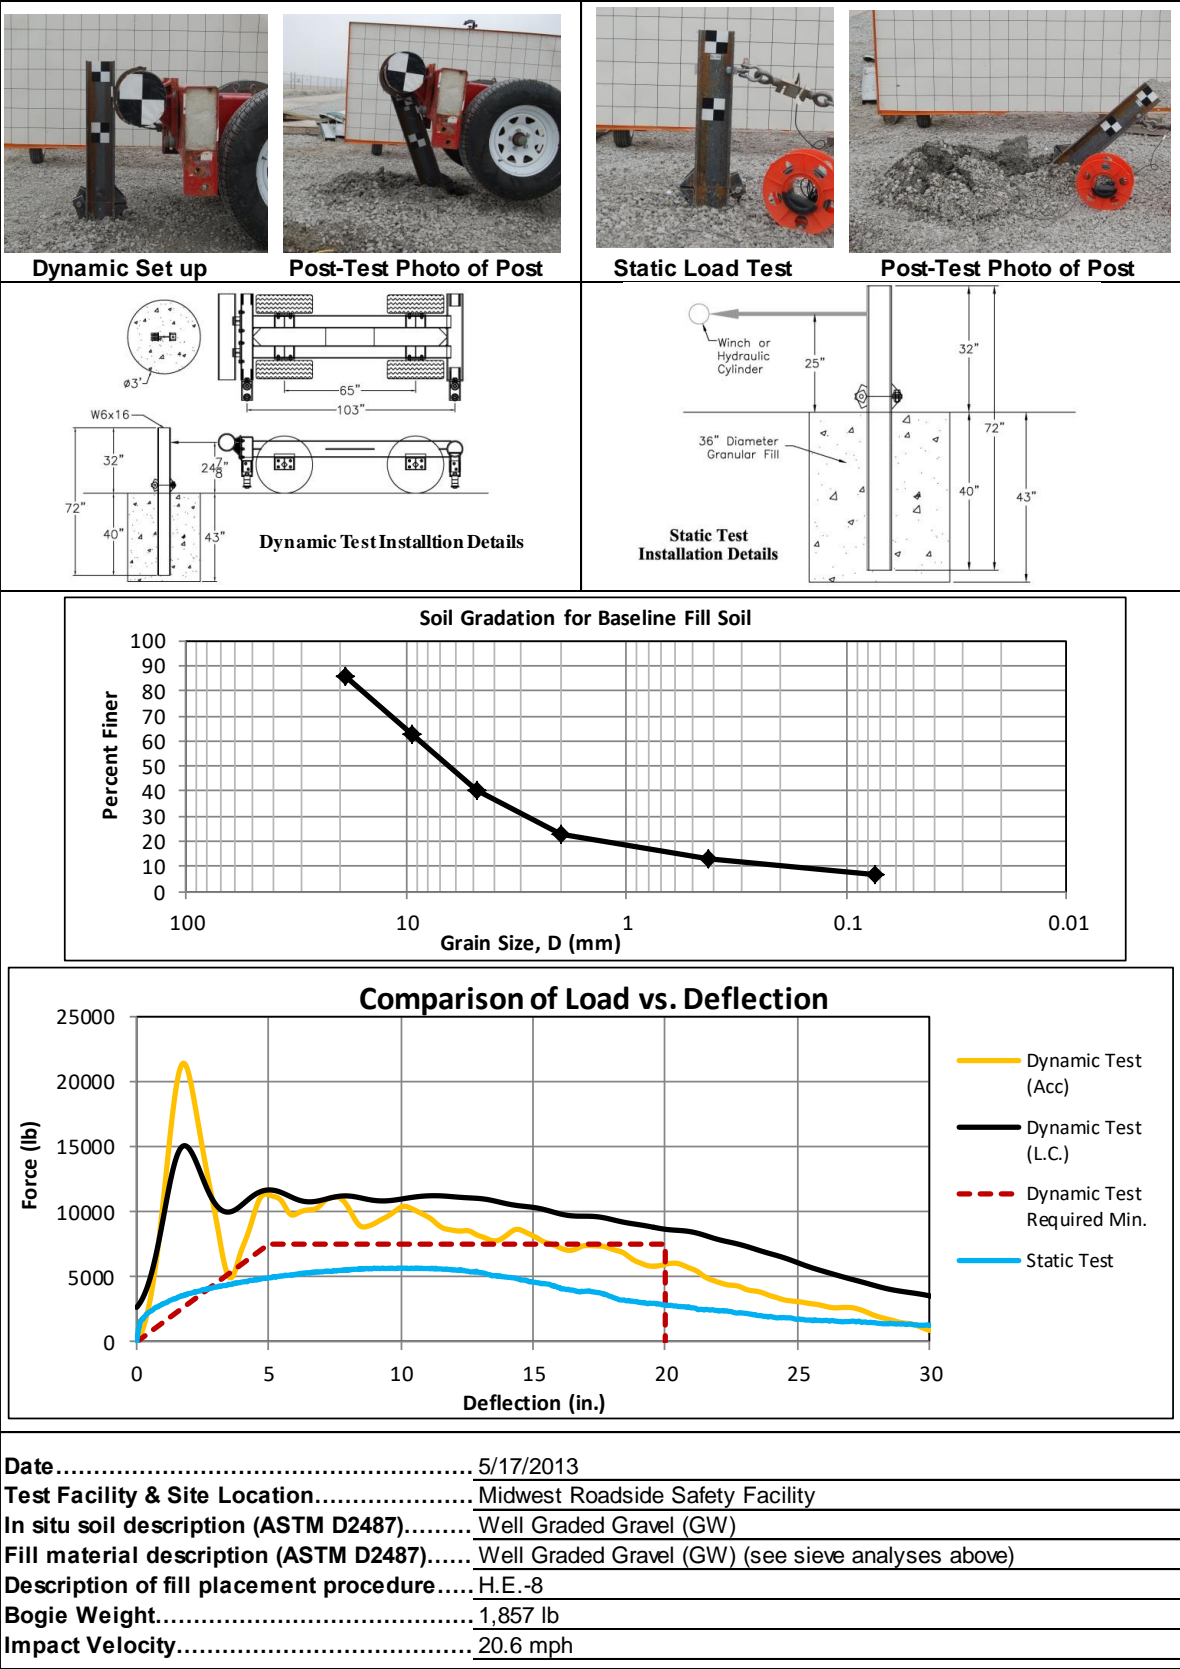 Dynamic Set up
Post-Test Photo of Post
Static Load Test
Post-Test Photo of Post
ø3'
65"
103"
W6x16
32"
72"
40"
24 7/8"
43"
Dynamic Test Installtion Details
Winch or
Hydraulic
Cylinder
25"
32"
72"
36" Diameter
Granular Fill
40"
43"
Static Test
Installation Details
Soil Gradation for Baseline Fill Soil
Percent Finer
100
90
80
70
60
50
40
30
20
10
0
100
10
1
0.1
0.01
Grain Size, D (mm)
Comparison of Load vs. Deflection
Force (lb)
25000
20000
15000
10000
5000
0
0
5
10
15
20
25
30
Deflection (in.)
Dynamic Test
(Acc)
Dynamic Test
(L.C.)
Dynamic Test
Required Min.
Static Test
Date.................................................... 5/17/2013
Test Facility & Site Location.................... Midwest Roadside Safety Facility
In situ soil description (ASTM D2487)......... Well Graded Gravel (GW)
Fill material description (ASTM D2487)...... Well Graded Gravel (GW) (see sieve analyses above)
Description of fill placement procedure..... H.E.-8
Bogie Weight........................................ 1,857 lb
Impact Velocity..................................... 20.6 mph